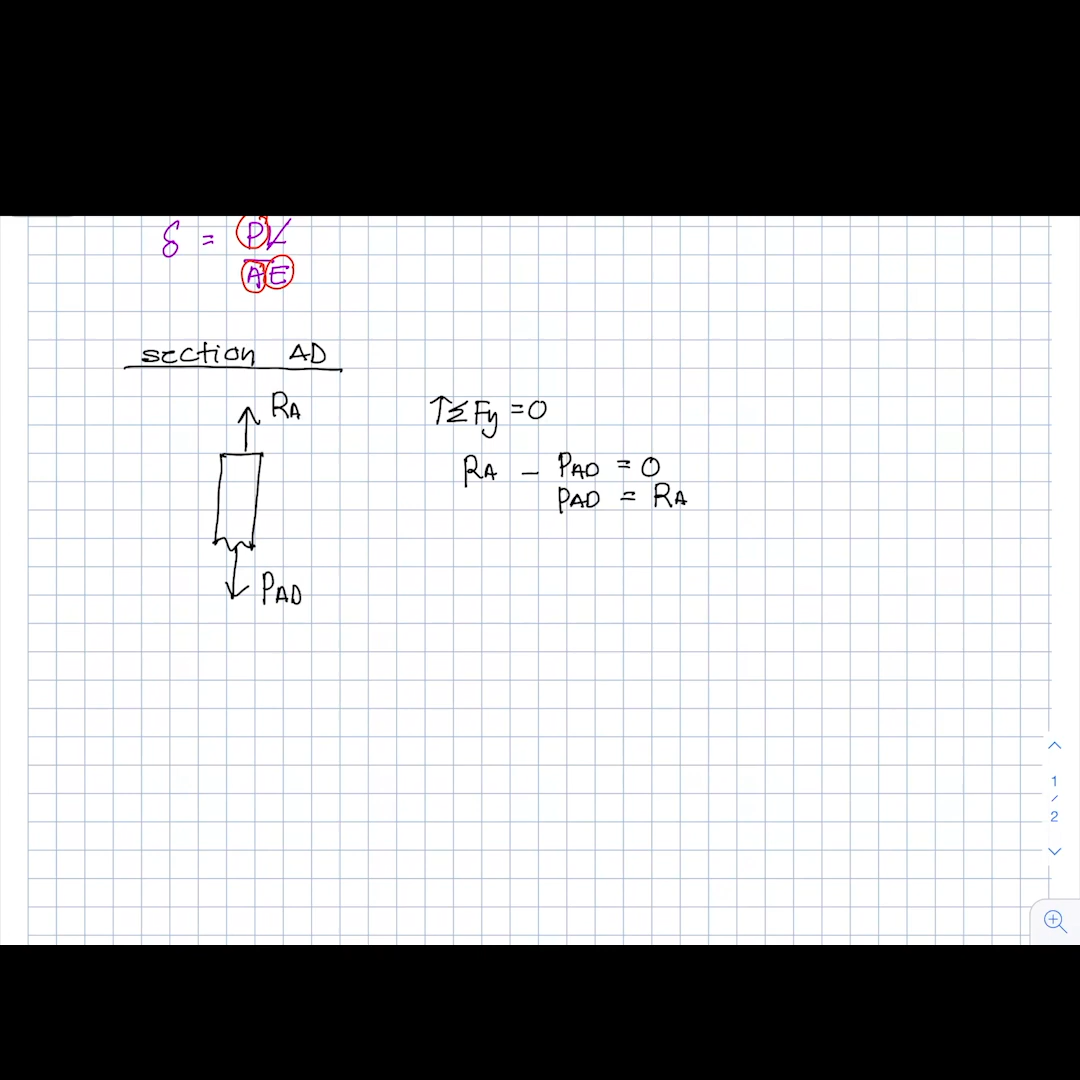 δ = PL
AE
section AD
RA
↑ΣFy = 0
RA - PAD = 0
PAD = RA
PAD
1
/
2